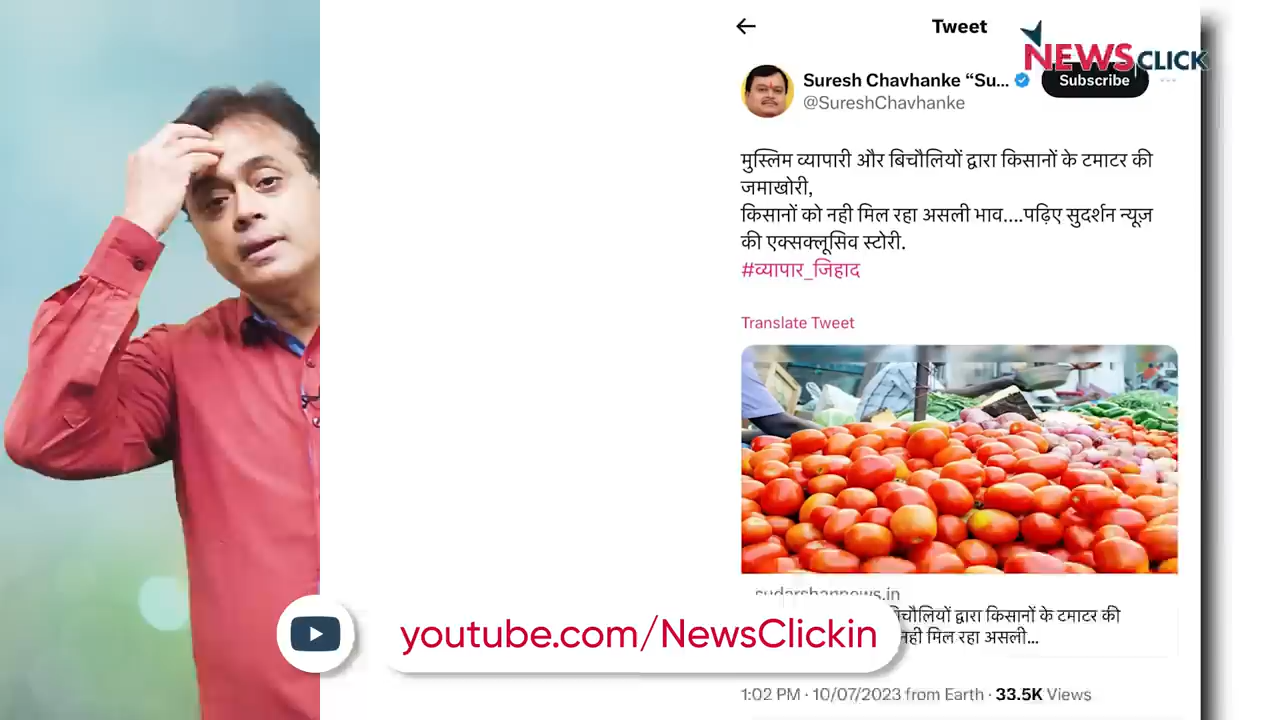 Tweet
NEWSCLICK
Suresh Chavhanke “Su...
Subscribe
@SureshChavhanke
मुस्लिम व्यापारी और बिचौलियों द्वारा किसानों के टमाटर की
जमाखोरी,
किसानों को नही मिल रहा असली भाव....पढ़िए सुदर्शन न्यूज़
की एक्सक्लूसिव स्टोरी.
#व्यापार_जिहाद
Translate Tweet
sudarshannews.in
बिचौलियों द्वारा किसानों के टमाटर की
नही मिल रहा असली...
youtube.com/NewsClickin
1:02 PM · 10/07/2023 from Earth · 33.5K Views